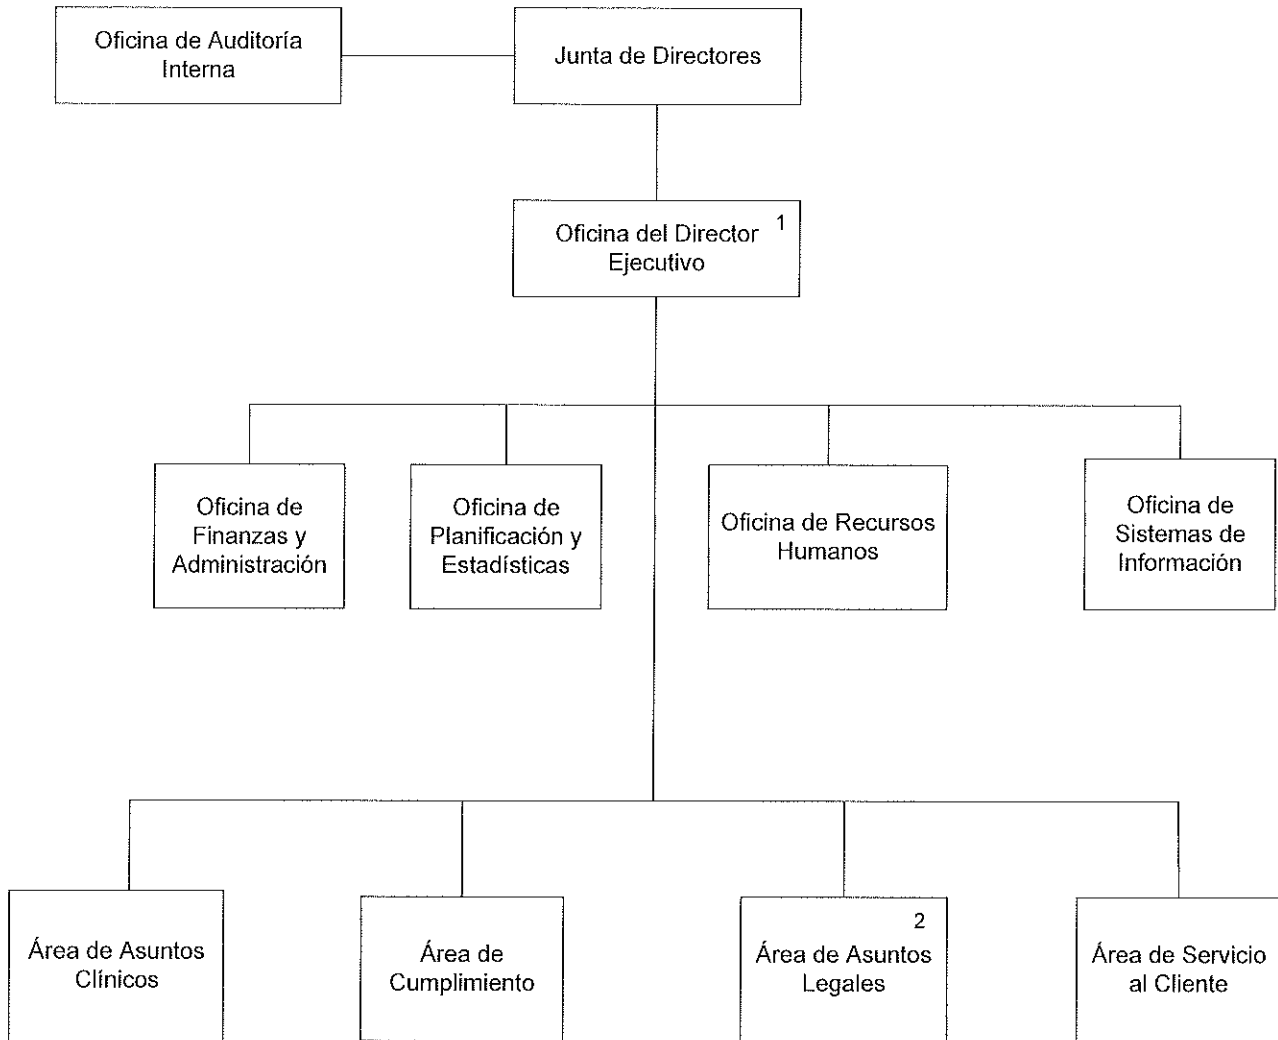 Oficina de Auditoría
Interna
Junta de Directores
Oficina del Director 1
Ejecutivo
Oficina de
Finanzas y
Administración
Oficina de
Planificación y
Estadísticas
Oficina de Recursos
Humanos
Oficina de
Sistemas de
Información
Área de Asuntos
Clínicos
Área de
Cumplimiento
2
Área de Asuntos
Legales
Área de Servicio
al Cliente